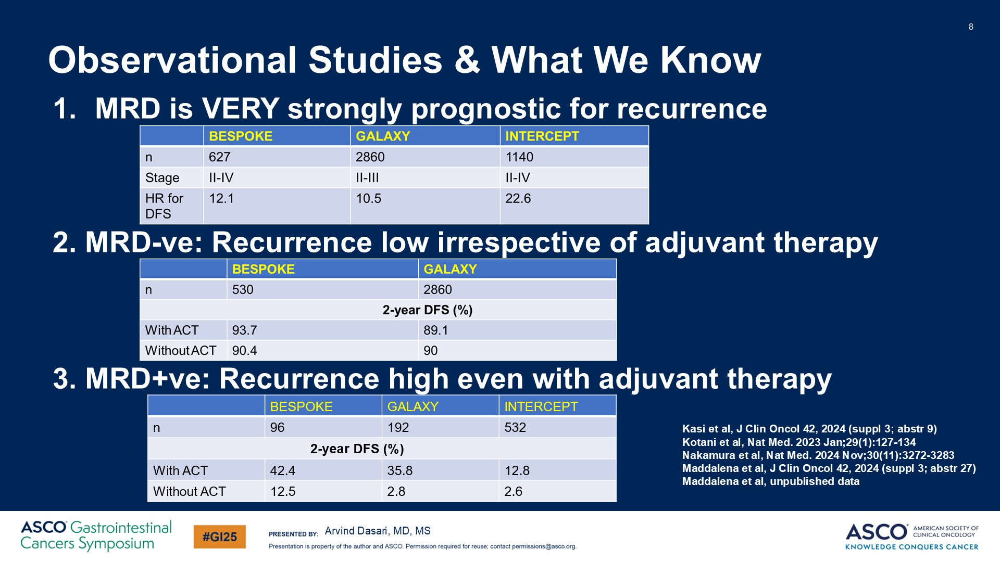 8
Observational Studies & What We Know
1. MRD is VERY strongly prognostic for recurrence
BESPOKE GALAXY INTERCEPT
n 627 2860 1140
Stage II-IV II-III II-IV
HR for DFS 12.1 10.5 22.6
2. MRD-ve: Recurrence low irrespective of adjuvant therapy
BESPOKE GALAXY
n 530 2860
2-year DFS (%)
With ACT 93.7 89.1
Without ACT 90.4 90
3. MRD+ve: Recurrence high even with adjuvant therapy
BESPOKE GALAXY INTERCEPT
n 96 192 532
2-year DFS (%)
With ACT 42.4 35.8 12.8
Without ACT 12.5 2.8 2.6
Kasi et al, J Clin Oncol 42, 2024 (suppl 3; abstr 9)
Kotani et al, Nat Med. 2023 Jan;29(1):127-134
Nakamura et al, Nat Med. 2024 Nov;30(11):3272-3283
Maddalena et al, J Clin Oncol 42, 2024 (suppl 3; abstr 27)
Maddalena et al, unpublished data
ASCO Gastrointestinal
Cancers Symposium
#GI25
PRESENTED BY: Arvind Dasari, MD, MS
Presentation is property of the author and ASCO. Permission required for reuse; contact permissions@asco.org.
ASCO AMERICAN SOCIETY OF
CLINICAL ONCOLOGY
KNOWLEDGE CONQUERS CANCER